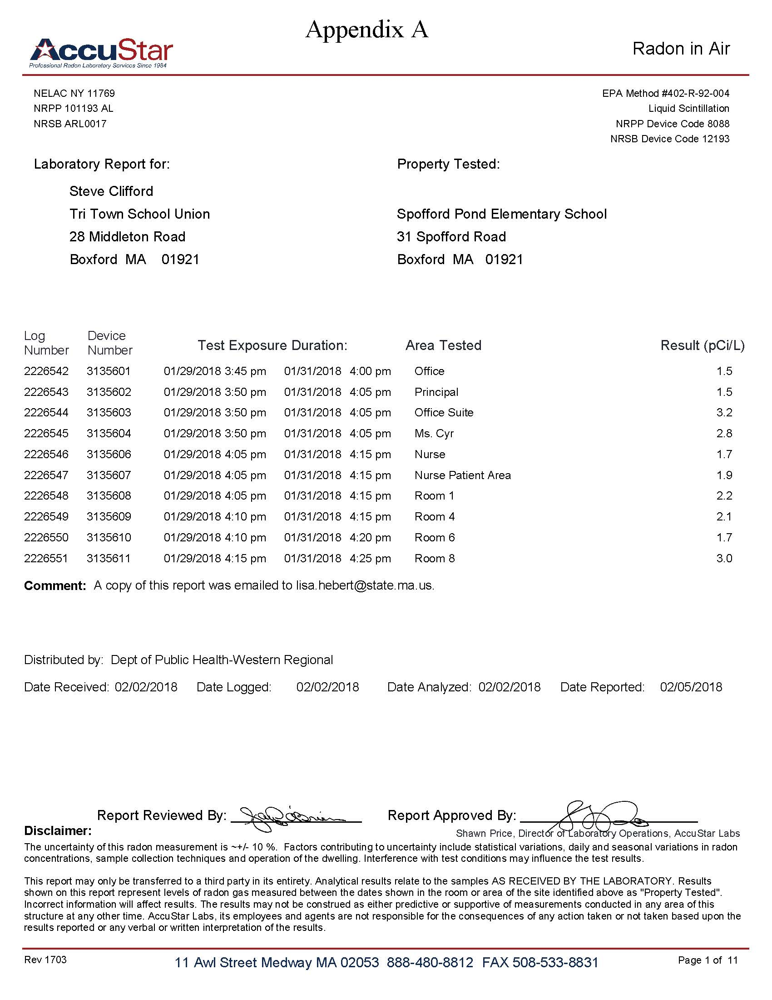 Appendix A
AccuStar
Professional Radon Laboratory Services Since 1984
Radon in Air
NELAC NY 11769
NRPP 101193 AL
NRSB ARL0017
EPA Method #402-R-92-004
Liquid Scintillation
NRPP Device Code 8088
NRSB Device Code 12193
Laboratory Report for:
Steve Clifford
Tri Town School Union
28 Middleton Road
Boxford MA 01921
Property Tested:
Spofford Pond Elementary School
31 Spofford Road
Boxford MA 01921
Log Number Device Number Test Exposure Duration: Area Tested Result (pCi/L)
2226542 3135601 01/29/2018 3:45 pm 01/31/2018 4:00 pm Office 1.5
2226543 3135602 01/29/2018 3:50 pm 01/31/2018 4:05 pm Principal 1.5
2226544 3135603 01/29/2018 3:50 pm 01/31/2018 4:05 pm Office Suite 3.2
2226545 3135604 01/29/2018 3:50 pm 01/31/2018 4:05 pm Ms. Cyr 2.8
2226546 3135606 01/29/2018 4:05 pm 01/31/2018 4:15 pm Nurse 1.7
2226547 3135607 01/29/2018 4:05 pm 01/31/2018 4:15 pm Nurse Patient Area 1.9
2226548 3135608 01/29/2018 4:05 pm 01/31/2018 4:15 pm Room 1 2.2
2226549 3135609 01/29/2018 4:10 pm 01/31/2018 4:15 pm Room 4 2.1
2226550 3135610 01/29/2018 4:10 pm 01/31/2018 4:20 pm Room 6 1.7
2226551 3135611 01/29/2018 4:15 pm 01/31/2018 4:25 pm Room 8 3.0
Comment: A copy of this report was emailed to lisa.hebert@state.ma.us.
Distributed by: Dept of Public Health-Western Regional
Date Received: 02/02/2018 Date Logged: 02/02/2018 Date Analyzed: 02/02/2018 Date Reported: 02/05/2018
Report Reviewed By: Report Approved By:
Disclaimer:
Shawn Price, Director of Laboratory Operations, AccuStar Labs
The uncertainty of this radon measurement is ~+/- 10 %. Factors contributing to uncertainty include statistical variations, daily and seasonal variations in radon
concentrations, sample collection techniques and operation of the dwelling. Interference with test conditions may influence the test results.
This report may only be transferred to a third party in its entirety. Analytical results relate to the samples AS RECEIVED BY THE LABORATORY. Results
shown on this report represent levels of radon gas measured between the dates shown in the room or area of the site identified above as "Property Tested".
Incorrect information will affect results. The results may not be construed as either predictive or supportive of measurements conducted in any area of this
structure at any other time. AccuStar Labs, its employees and agents are not responsible for the consequences of any action taken or not taken based upon the
results reported or any verbal or written interpretation of the results.
Rev 1703
11 Awl Street Medway MA 02053 888-480-8812 FAX 508-533-8831
Page 1 of 11